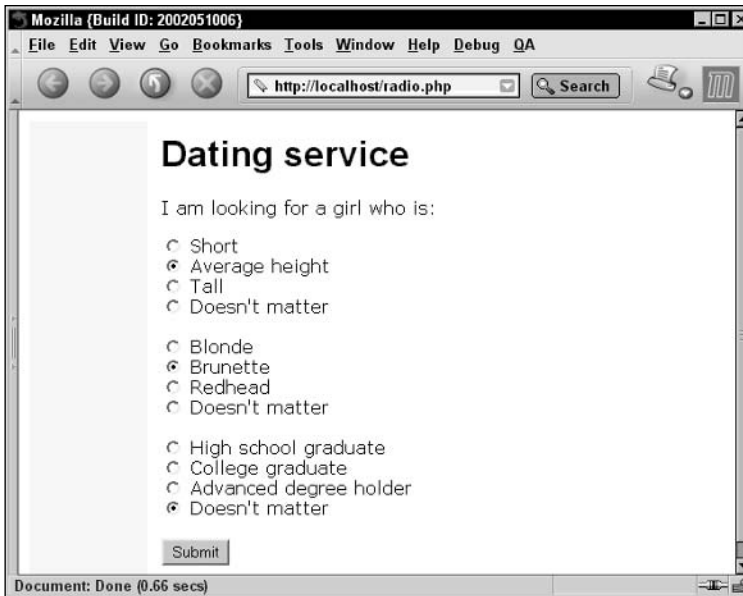 Mozilla {Build ID: 2002051006}
File Edit View Go Bookmarks Tools Window Help Debug QA
http://localhost/radio.php Search
Dating service
I am looking for a girl who is:
Short
Average height
Tall
Doesn't matter
Blonde
Brunette
Redhead
Doesn't matter
High school graduate
College graduate
Advanced degree holder
Doesn't matter
Submit
Document: Done (0.66 secs)